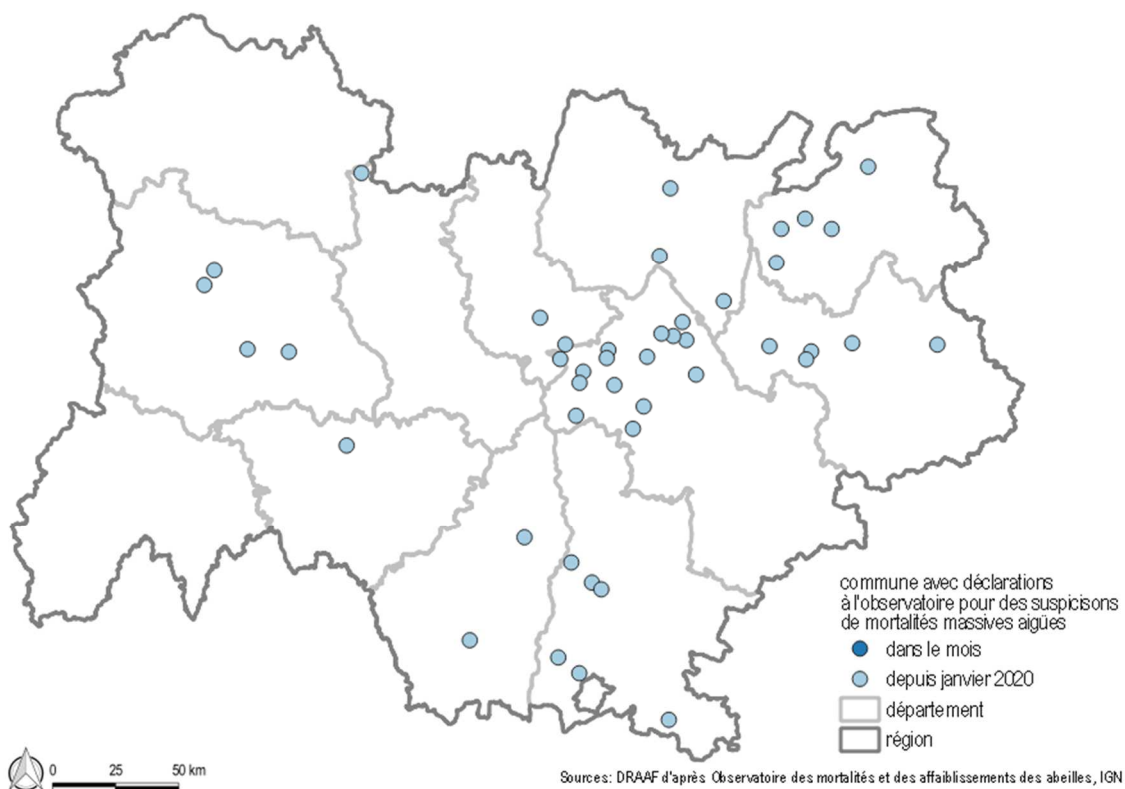 commune avec déclarations
à l'observatoire pour des suspicisons
de mortalités massives aigües
dans le mois
depuis janvier 2020
département
région
0 25 50 km
Sources: DRAAF d'après Observatoire des mortalités et des affaiblissements des abeilles, IGN